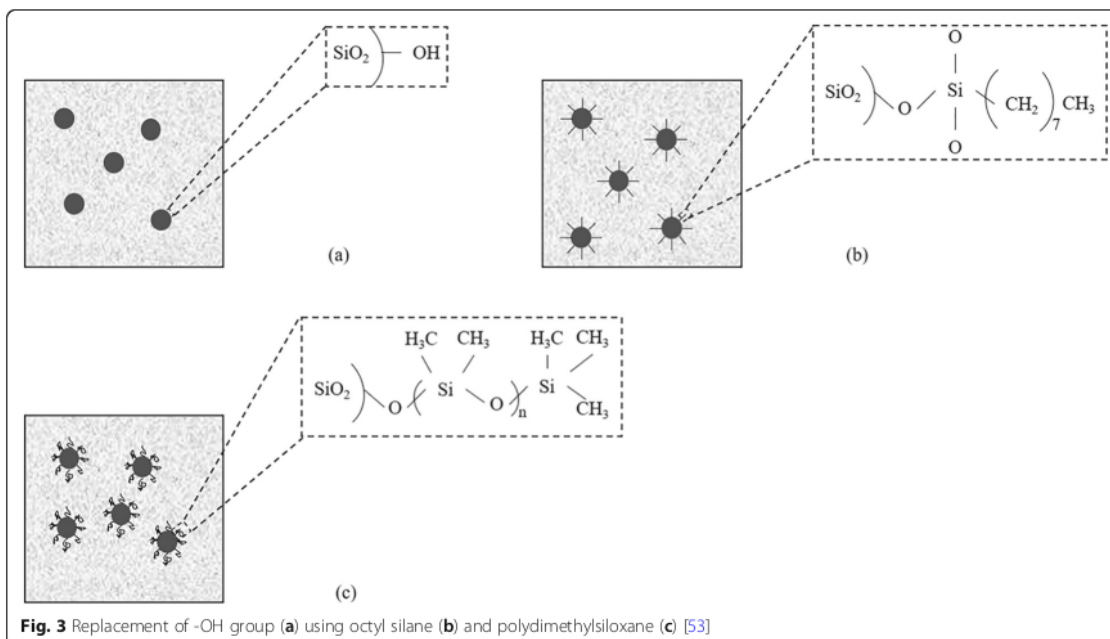 SiO2 OH
(a)
O
SiO2 Si (CH2)7 CH3
O
O
(b)
H3C CH3 H3C CH3
SiO2 Si Si
O ( O )n CH3
(c)
Fig. 3 Replacement of -OH group (a) using octyl silane (b) and polydimethylsiloxane (c) [53]